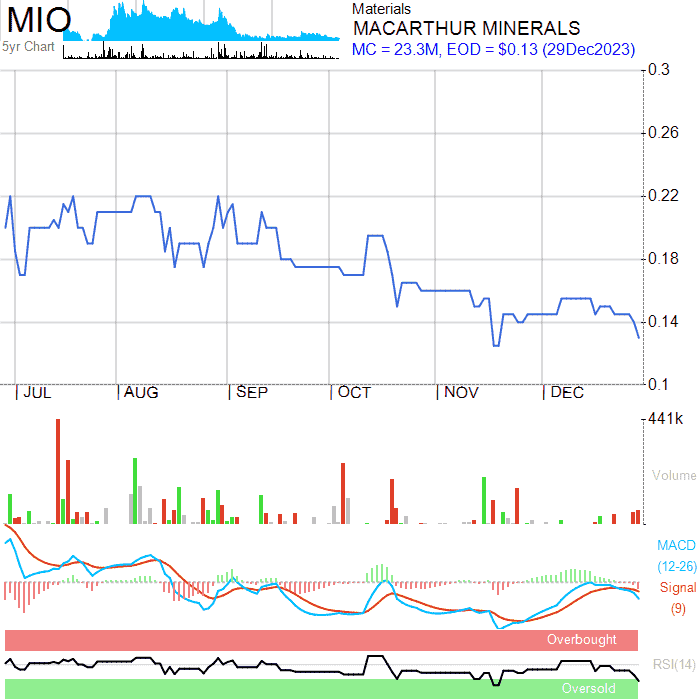 MIO
5yr Chart
Materials
MACARTHUR MINERALS
MC = 23.3M, EOD = $0.13 (29Dec2023)
0.3
0.26
0.22
0.18
0.14
0.1
JUL AUG SEP OCT NOV DEC
441k
Volume
MACD
(12-26)
Signal
(9)
Overbought
RSI(14)
Oversold